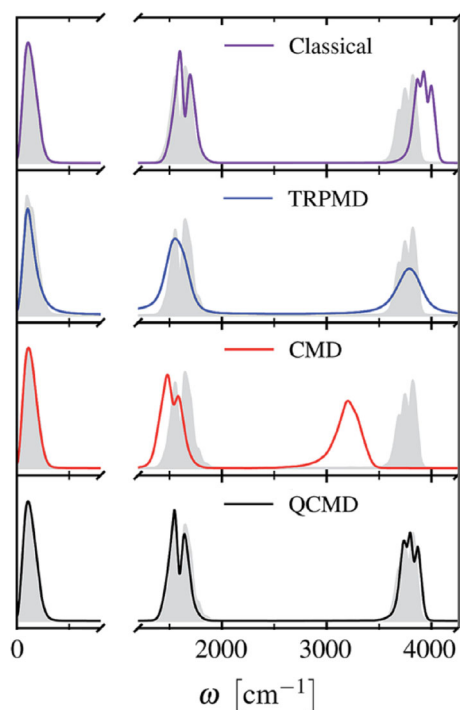 Classical
TRPMD
CMD
QCMD
0 2000 3000 4000
ω [cm⁻¹]